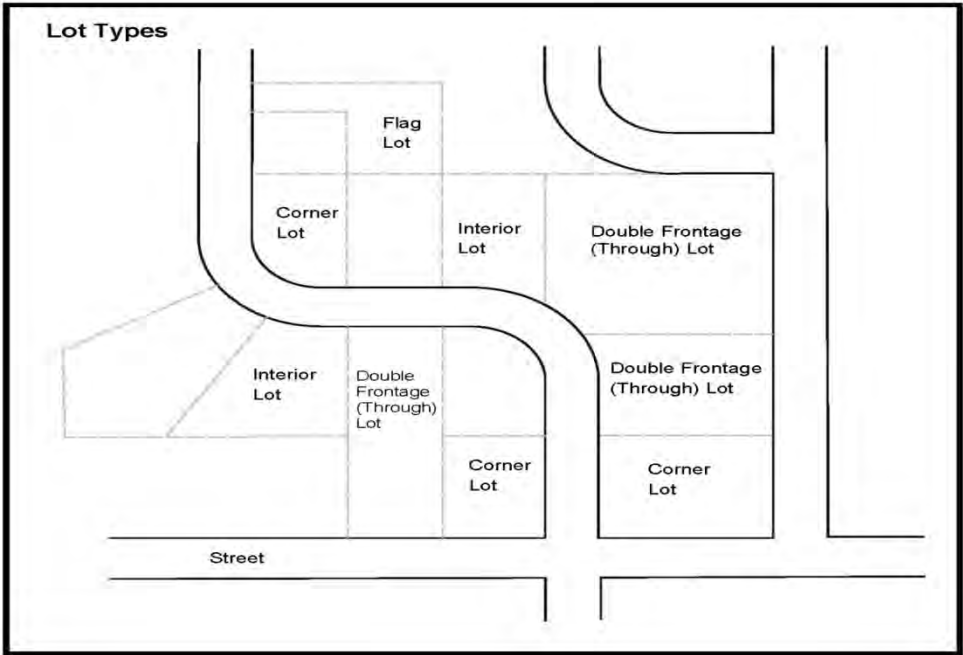 Lot Types
Flag
Lot
Corner
Lot
Interior
Lot
Double Frontage
(Through) Lot
Interior
Lot
Double
Frontage
(Through)
Lot
Double Frontage
(Through) Lot
Corner
Lot
Corner
Lot
Street